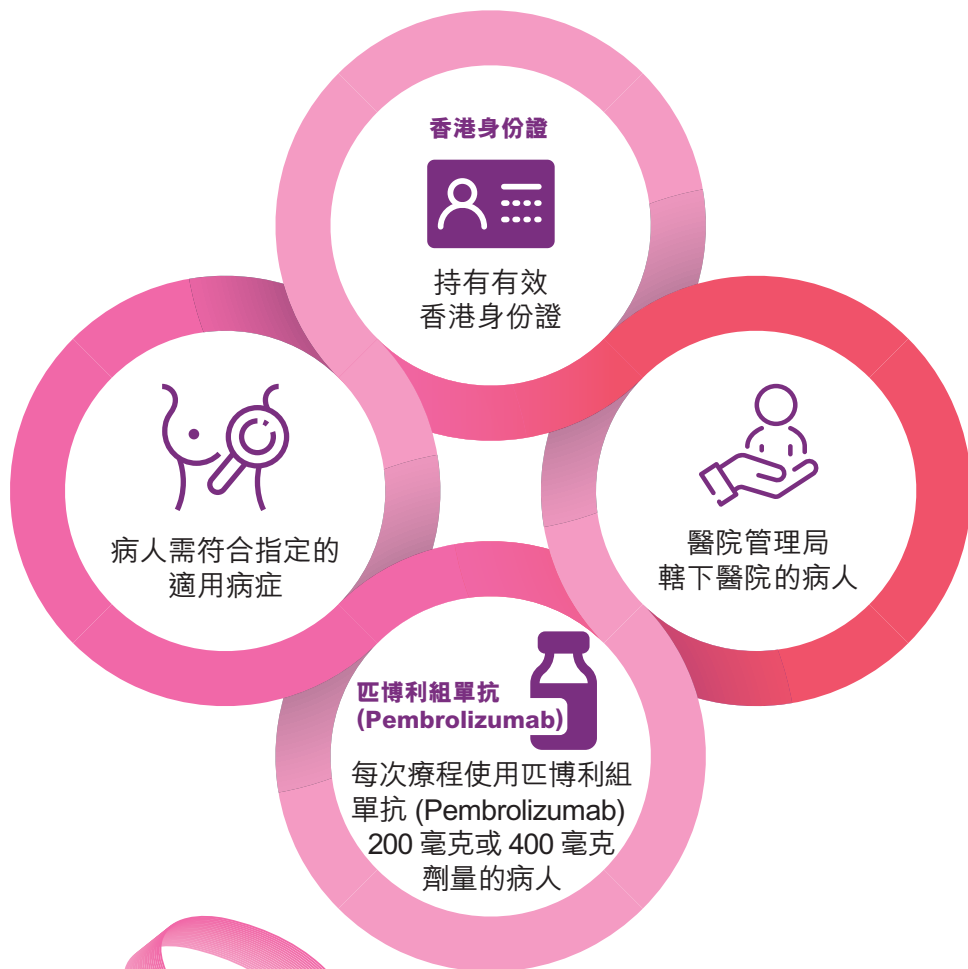 香港身份證
持有有效
香港身份證
病人需符合指定的
適用病症
醫院管理局
轄下醫院的病人
匹博利組單抗
(Pembrolizumab)
每次療程使用匹博利組
單抗 (Pembrolizumab)
200 毫克或 400 毫克
劑量的病人